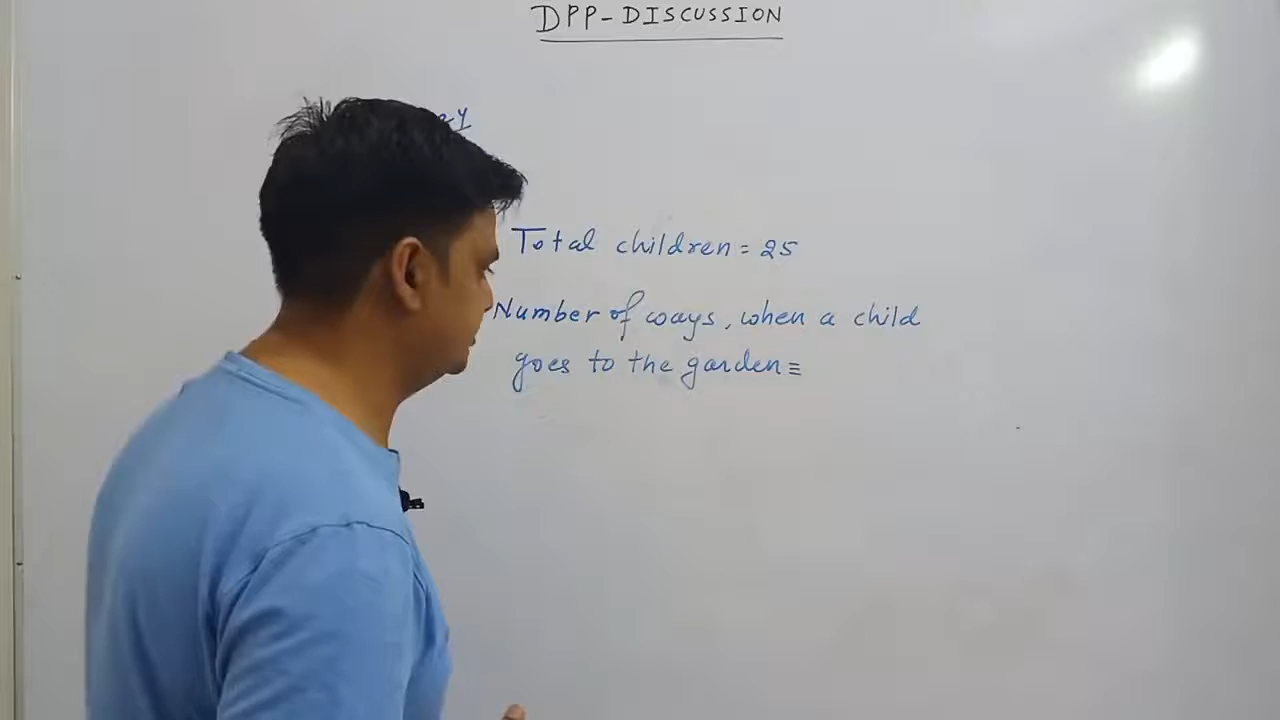 DPP-DISCUSSION
Total children = 25
Number of ways, when a child
goes to the garden =